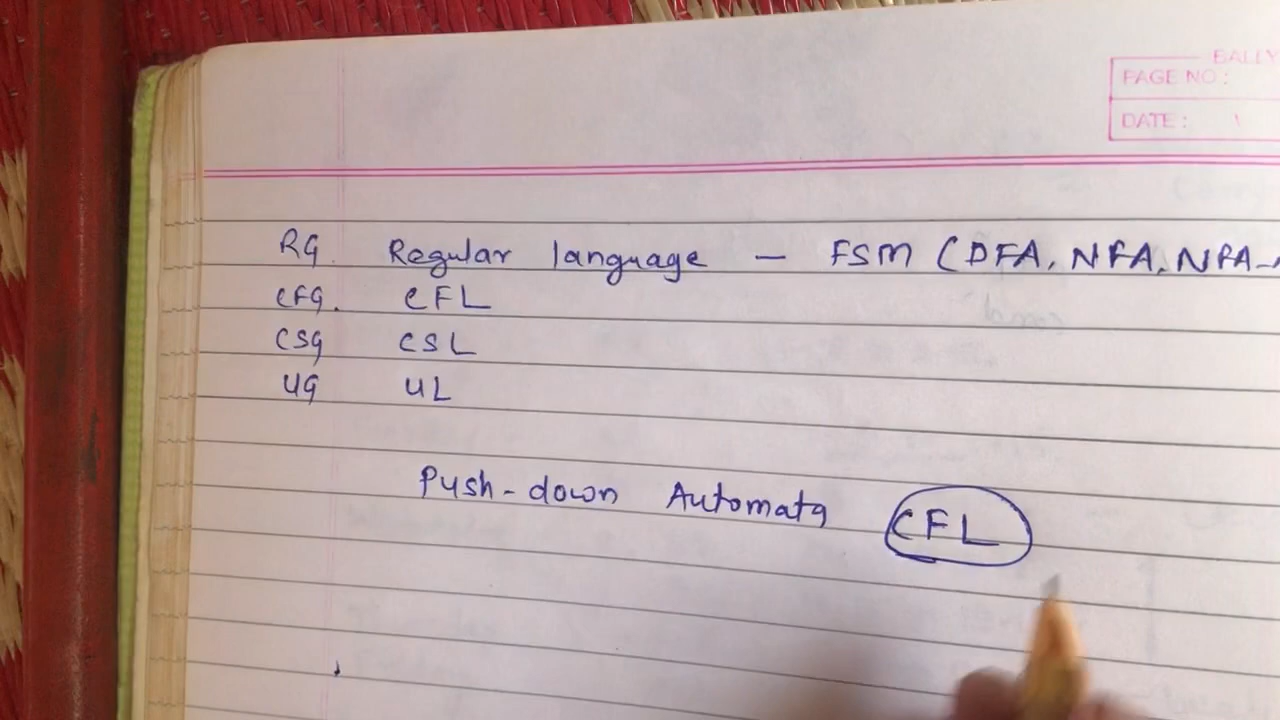 BALLY
PAGE NO :
DATE :
RG. Regular language — FSM (DFA, NFA, NFA-
CFG. CFL
CSG CSL
UG UL
Push-down Automata CFL